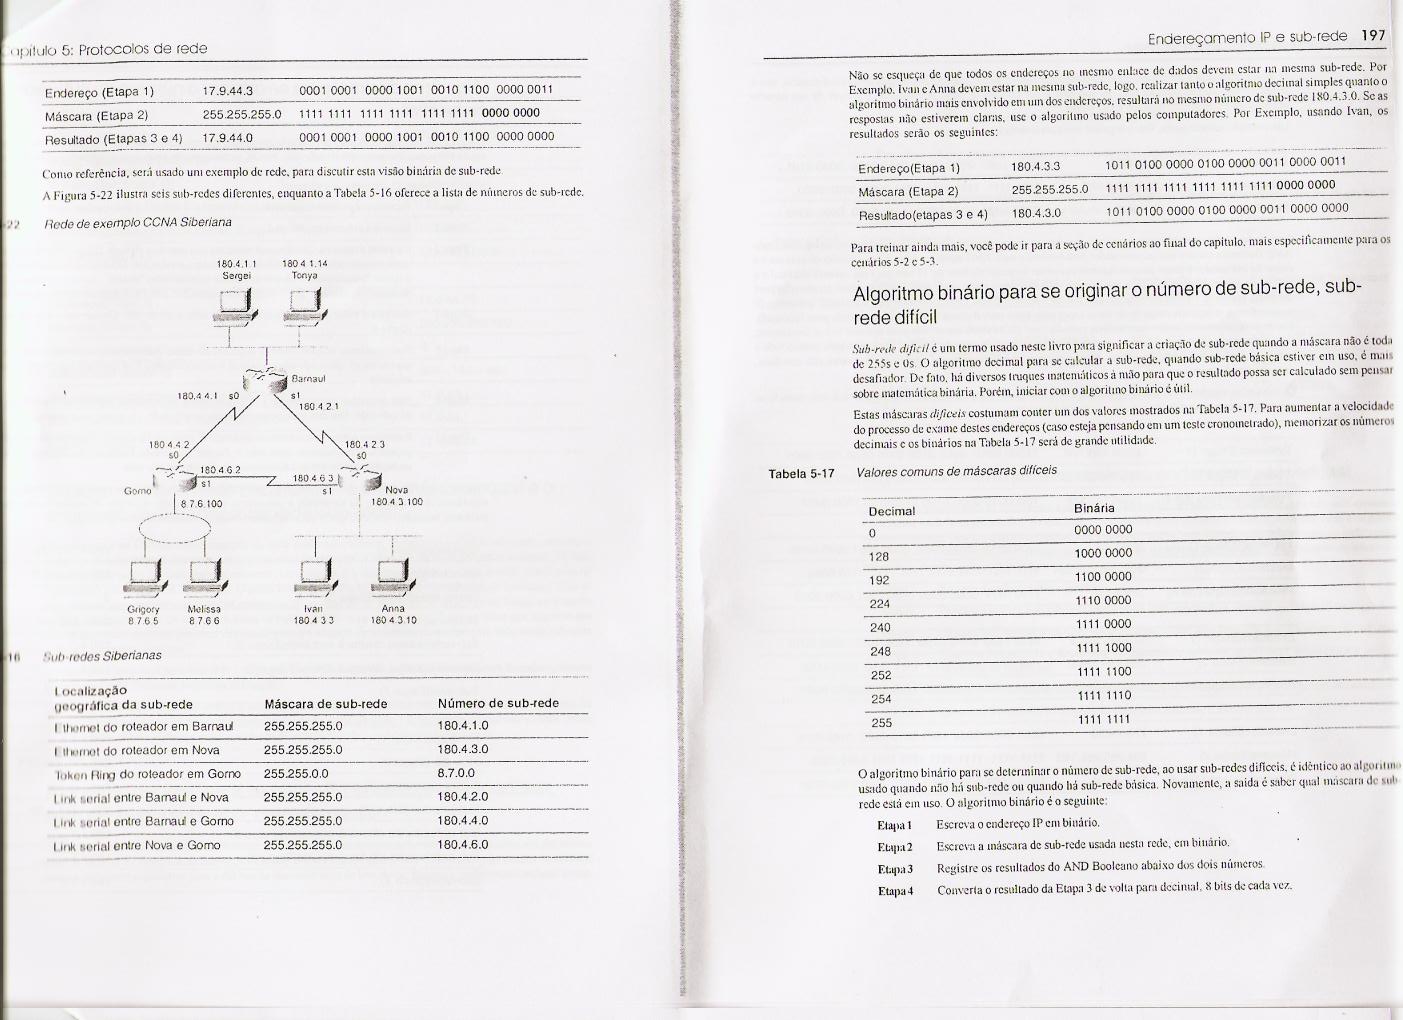 Capítulo 5: Protocolos de rede
Endereço (Etapa 1) 17.9.44.3 0001 0001 0000 1001 0010 1100 0000 0011
Máscara (Etapa 2) 255.255.255.0 1111 1111 1111 1111 1111 1111 0000 0000
Resultado (Etapas 3 e 4) 17.9.44.0 0001 0001 0000 1001 0010 1100 0000 0000
Como referência, será usado um exemplo de rede, para discutir esta visão binária de sub-rede
A Figura 5-22 ilustra seis sub-redes diferentes, enquanto a Tabela 5-16 oferece a lista de números de sub-rede.
22 Rede de exemplo CCNA Siberiana
180.4.1 1 180 4 1.14
Sergei Tonya
Barnaul
180.4 4.1 s0 s1
180 4 2 1
180 4 4 2 180 4 2 3
s0 s0
180 4 6 2 180 4 6 3
s1 s1
Gorno Nova
8 7 6 100 180 4 3 100
Grigory Melissa Ivan Anna
8 7 6 5 8 7 6 6 180 4 3 3 180 4 3.10
16 Sub-redes Siberianas
Localização
geográfica da sub-rede Máscara de sub-rede Número de sub-rede
Ethernet do roteador em Barnaul 255.255.255.0 180.4.1.0
Ethernet do roteador em Nova 255.255.255.0 180.4.3.0
Token Ring do roteador em Gorno 255.255.0.0 8.7.0.0
Link serial entre Barnaul e Nova 255.255.255.0 180.4.2.0
Link serial entre Barnaul e Gorno 255.255.255.0 180.4.4.0
Link serial entre Nova e Gorno 255.255.255.0 180.4.6.0
Endereçamento IP e sub-rede 197
Não se esqueça de que todos os endereços no mesmo enlace de dados devem estar na mesma sub-rede. Por
Exemplo, Ivan e Anna devem estar na mesma sub-rede, logo, realizar tanto o algoritmo decimal simples quanto o
algoritmo binário mais envolvido em um dos endereços, resultará no mesmo número de sub-rede 180.4.3.0. Se as
respostas não estiverem claras, use o algoritmo usado pelos computadores. Por Exemplo, usando Ivan, os
resultados serão os seguintes:
Endereço(Etapa 1) 180.4.3.3 1011 0100 0000 0100 0000 0011 0000 0011
Máscara (Etapa 2) 255.255.255.0 1111 1111 1111 1111 1111 1111 0000 0000
Resultado(etapas 3 e 4) 180.4.3.0 1011 0100 0000 0100 0000 0011 0000 0000
Para treinar ainda mais, você pode ir para a seção de cenários ao final do capítulo, mais especificamente para os
cenários 5-2 e 5-3.
Algoritmo binário para se originar o número de sub-rede, sub-
rede difícil
Sub-rede difícil é um termo usado neste livro para significar a criação de sub-rede quando a máscara não é toda
de 255s e 0s. O algoritmo decimal para se calcular a sub-rede, quando sub-rede básica estiver em uso, é mais
desafiador. De fato, há diversos truques matemáticos à mão para que o resultado possa ser calculado sem pensar
sobre matemática binária. Porém, iniciar com o algoritmo binário é útil.
Estas máscaras difíceis costumam conter um dos valores mostrados na Tabela 5-17. Para aumentar a velocidade
do processo de exame destes endereços (caso esteja pensando em um teste cronometrado), memorizar os números
decimais e os binários na Tabela 5-17 será de grande utilidade.
Tabela 5-17 Valores comuns de máscaras difíceis
Decimal Binária
0 0000 0000
128 1000 0000
192 1100 0000
224 1110 0000
240 1111 0000
248 1111 1000
252 1111 1100
254 1111 1110
255 1111 1111
O algoritmo binário para se determinar o número de sub-rede, ao usar sub-redes difíceis, é idêntico ao algoritmo
usado quando não há sub-rede ou quando há sub-rede básica. Novamente, a saída é saber qual máscara de sub-
rede está em uso. O algoritmo binário é o seguinte:
Etapa 1 Escreva o endereço IP em binário.
Etapa 2 Escreva a máscara de sub-rede usada nesta rede, em binário.
Etapa 3 Registre os resultados do AND Booleano abaixo dos dois números.
Etapa 4 Converta o resultado da Etapa 3 de volta para decimal, 8 bits de cada vez.